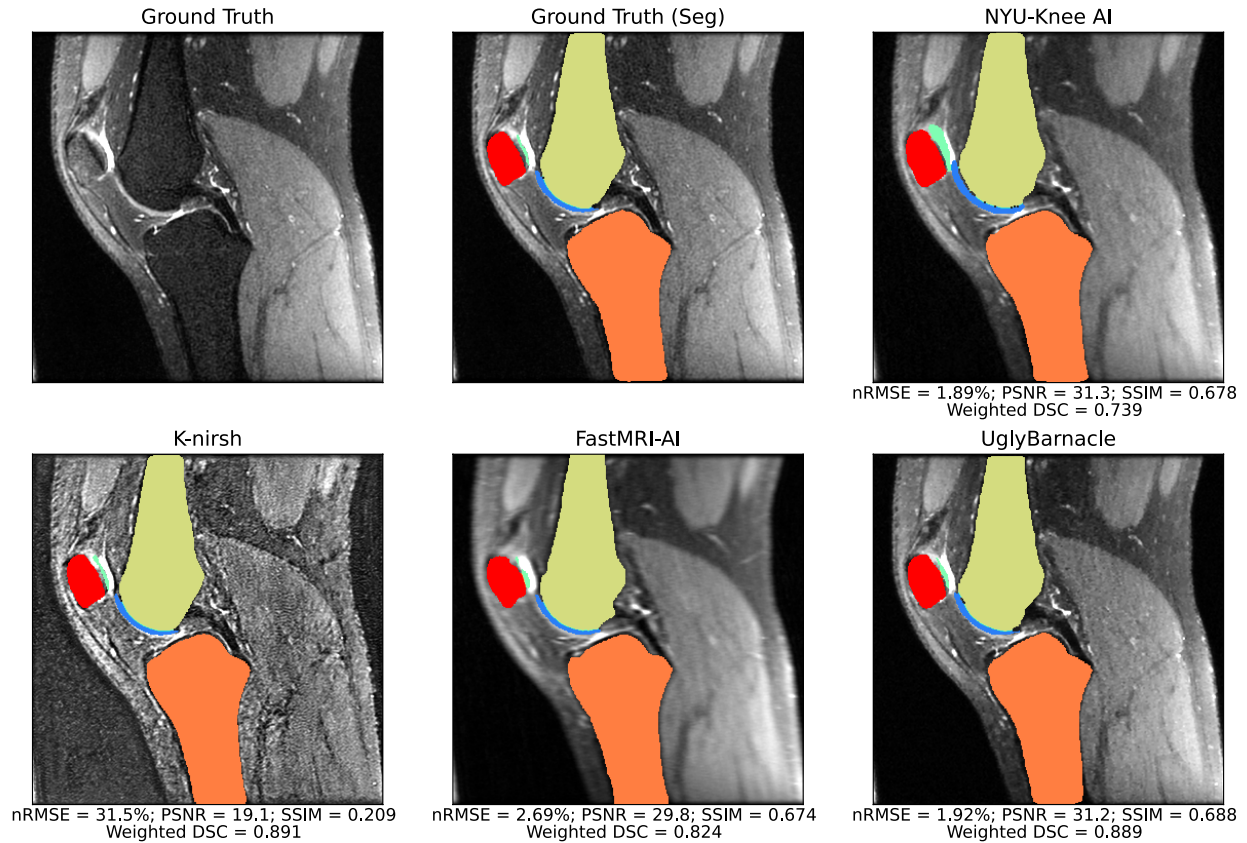 Ground Truth
Ground Truth (Seg)
NYU-Knee AI
nRMSE = 1.89%; PSNR = 31.3; SSIM = 0.678
Weighted DSC = 0.739
K-nirsh
FastMRI-AI
UglyBarnacle
nRMSE = 31.5%; PSNR = 19.1; SSIM = 0.209
Weighted DSC = 0.891
nRMSE = 2.69%; PSNR = 29.8; SSIM = 0.674
Weighted DSC = 0.824
nRMSE = 1.92%; PSNR = 31.2; SSIM = 0.688
Weighted DSC = 0.889